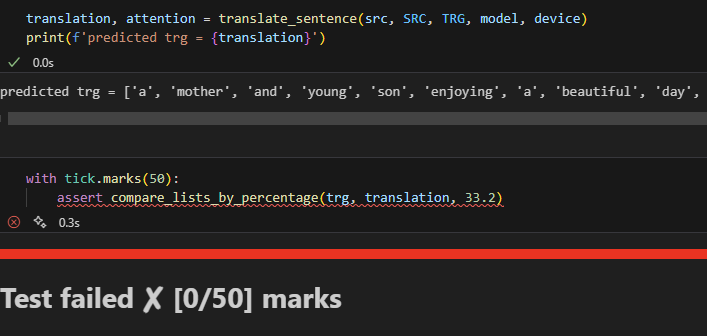 translation, attention = translate_sentence(src, SRC, TRG, model, device)
print(f'predicted trg = {translation}')
✓ 0.0s
predicted trg = ['a', 'mother', 'and', 'young', 'son', 'enjoying', 'a', 'beautiful', 'day',
with tick.marks(50):
assert compare_lists_by_percentage(trg, translation, 33.2)
0.3s
Test failed ✘ [0/50] marks